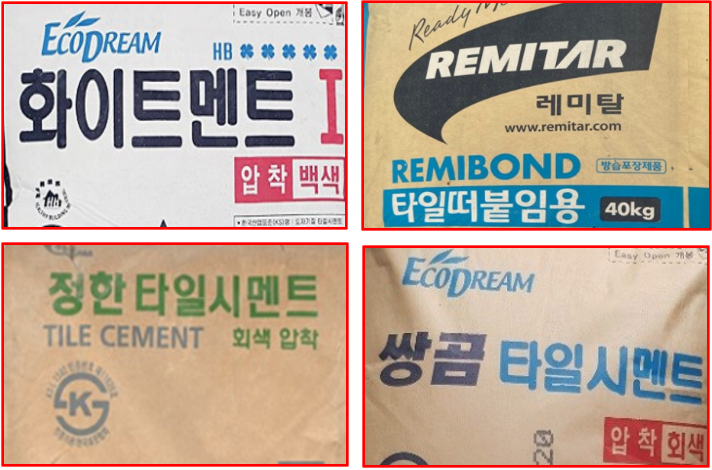 Easy Open 개봉
ECODREAM
HB
화이트멘트 I
압착 백색
Ready
REMITAR
레미탈
www.remitar.com
REMIBOND 방습포장제품
타일떠붙임용 40kg
정한타일시멘트
TILE CEMENT 회색 압착
K
Easy Open 개봉
ECODREAM
쌍곰 타일시멘트
압착 회색
20